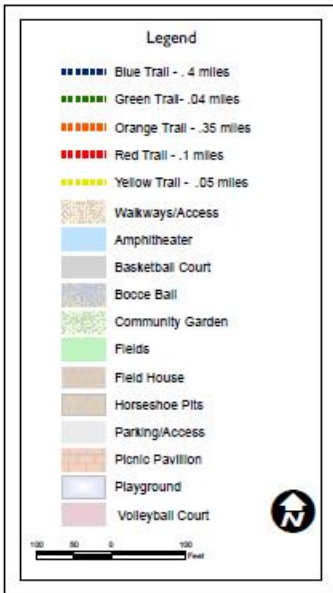 Legend
Blue Trail - . 4 miles
Green Trail- .04 miles
Orange Trail - .35 miles
Red Trail - .1 miles
Yellow Trail - .05 miles
Walkways/Access
Amphitheater
Basketball Court
Bocce Ball
Community Garden
Fields
Field House
Horseshoe Pits
Parking/Access
Picnic Pavillion
Playground
Volleyball Court
N
100 50 0 100
Feet